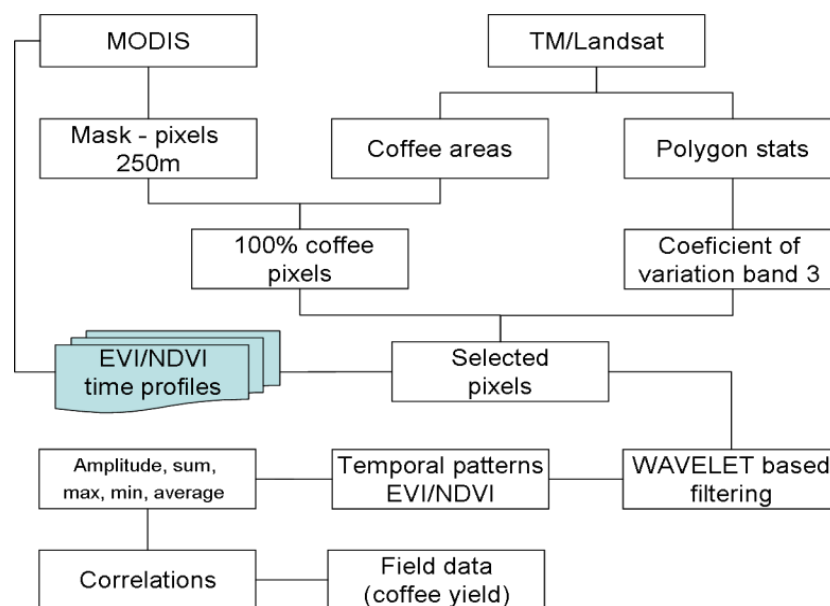 MODIS
TM/Landsat
Mask - pixels
250m
Coffee areas
Polygon stats
100% coffee
pixels
Coeficient of
variation band 3
EVI/NDVI
time profiles
Selected
pixels
Amplitude, sum,
max, min, average
Temporal patterns
EVI/NDVI
WAVELET based
filtering
Correlations
Field data
(coffee yield)